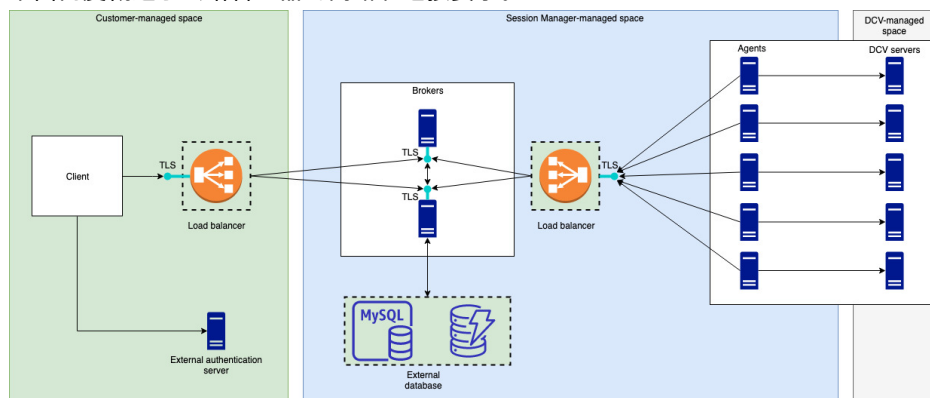 Customer-managed space
Session Manager-managed space
DCV-managed
space
Agents
DCV servers
Brokers
TLS
TLS
TLS
TLS
Client
Load balancer
Load balancer
MySQL
External authentication
server
External
database